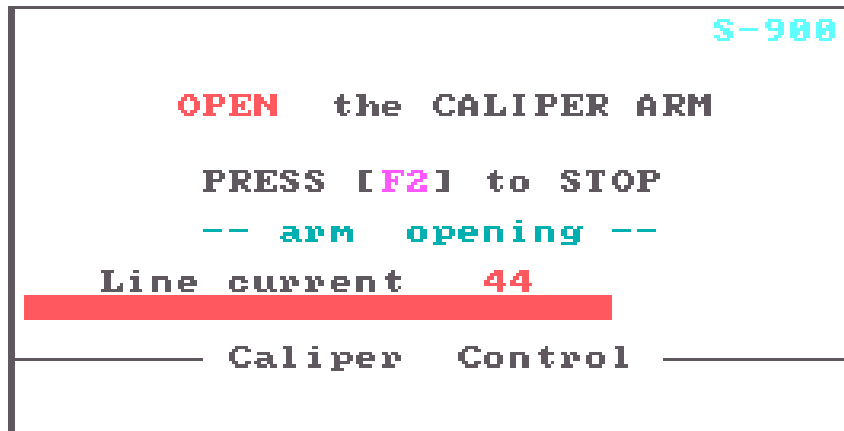 S-900
OPEN the CALIPER ARM
PRESS [F2] to STOP
-- arm opening --
Line current 44
Caliper Control